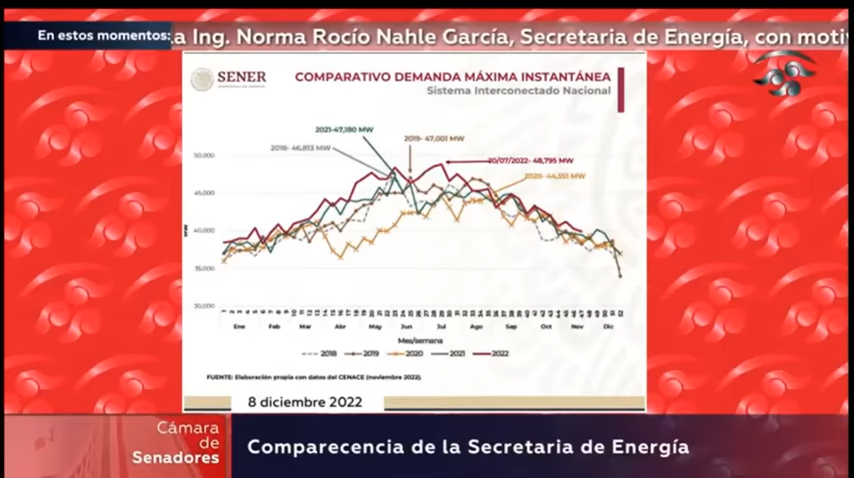 En estos momentos:
a Ing. Norma Rocío Nahle García, Secretaria de Energía, con motiv
SENER
COMPARATIVO DEMANDA MÁXIMA INSTANTÁNEA
Sistema Interconectado Nacional
2021-47,180 MW
2019- 47,001 MW
2018- 46,813 MW
20/07/2022- 48,795 MW
2020- 44,551 MW
50,000
45,000
40,000
35,000
30,000
MW
Ene Feb Mar Abr May Jun Jul Ago Sep Oct Nov Dic
Mes/semana
2018 2019 2020 2021 2022
FUENTE: Elaboración propia con datos del CENACE (noviembre 2022).
8 diciembre 2022
Cámara
de
Senadores
Comparecencia de la Secretaria de Energía